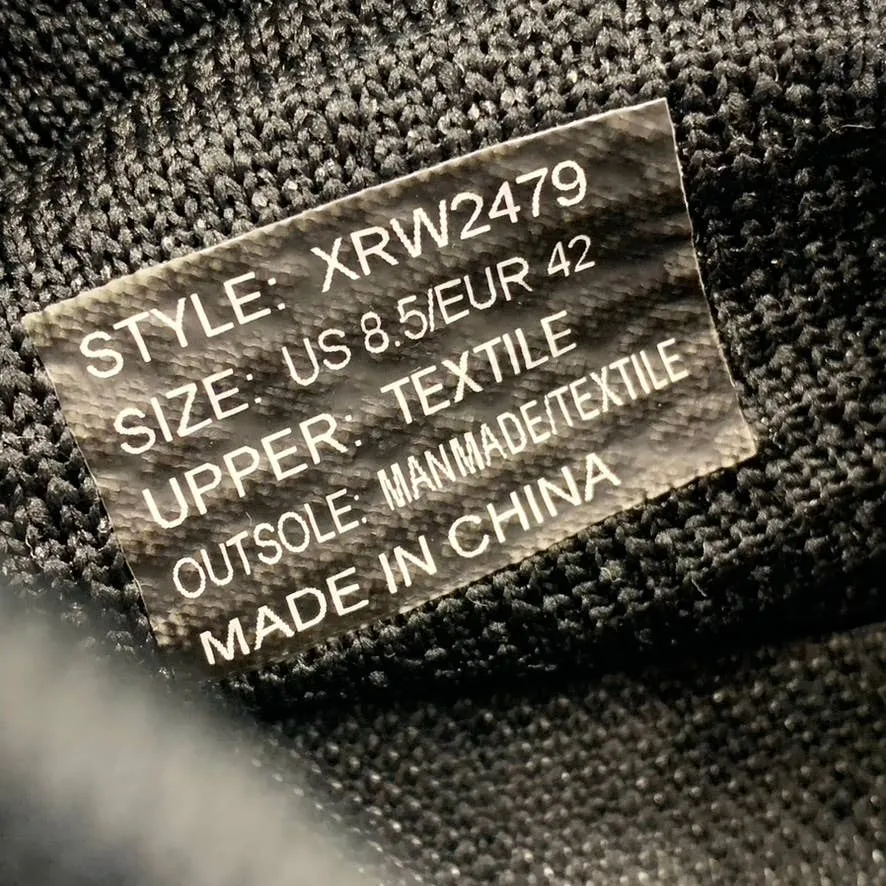 STYLE: XRW2479
SIZE: US 8.5/EUR 42
UPPER: TEXTILE
OUTSOLE: MANMADE/TEXTILE
MADE IN CHINA